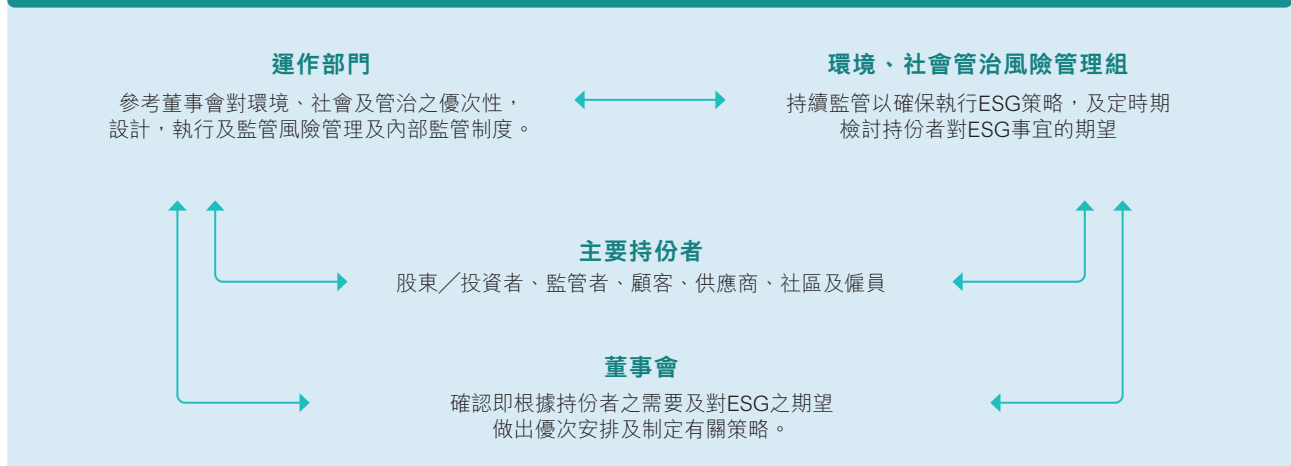 運作部門
參考董事會對環境、社會及管治之優次性，
設計，執行及監管風險管理及內部監管制度。
環境、社會管治風險管理組
持續監管以確保執行ESG策略，及定時期
檢討持份者對ESG事宜的期望
主要持份者
股東／投資者、監管者、顧客、供應商、社區及僱員
董事會
確認即根據持份者之需要及對ESG之期望
做出優次安排及制定有關策略。